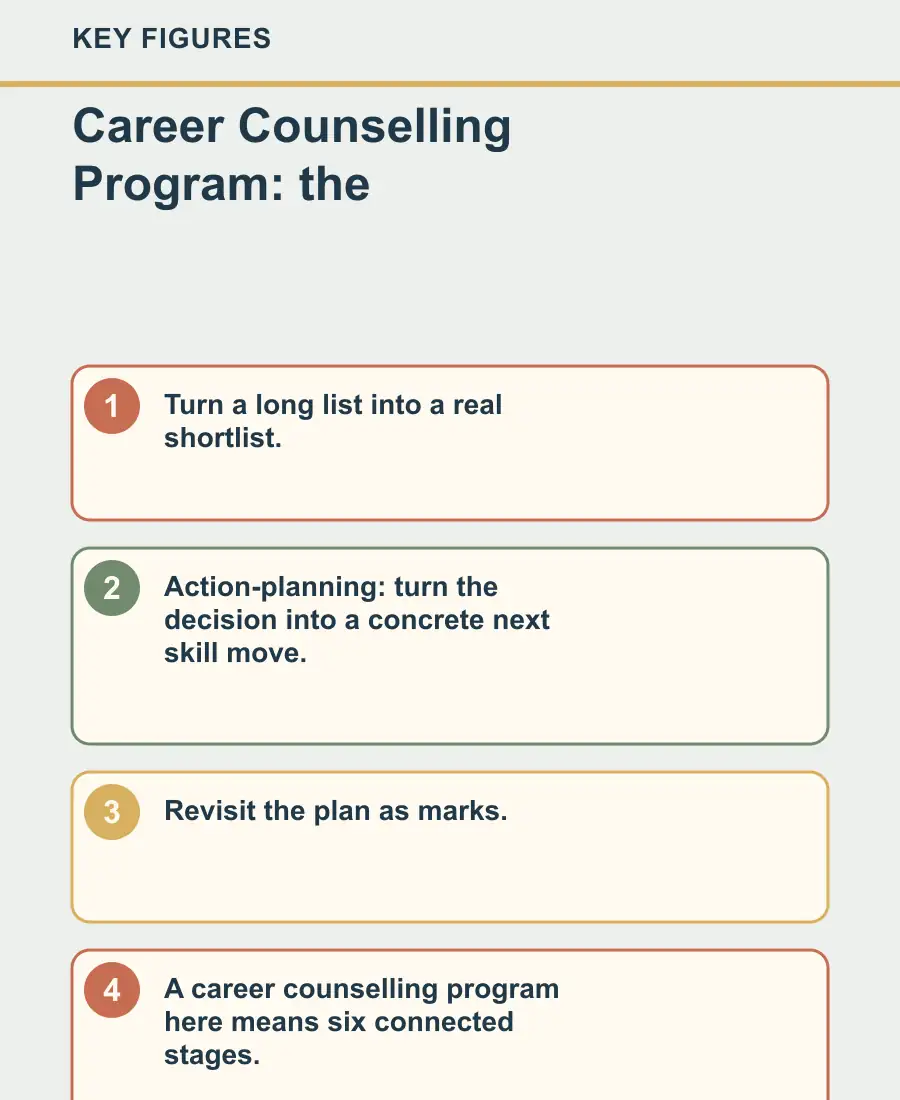 KEY FIGURES
Career Counselling
Program: the
1
Turn a long list into a real
shortlist.
2
Action-planning: turn the
decision into a concrete next
skill move.
3
Revisit the plan as marks.
4
A career counselling program
here means six connected
stages.